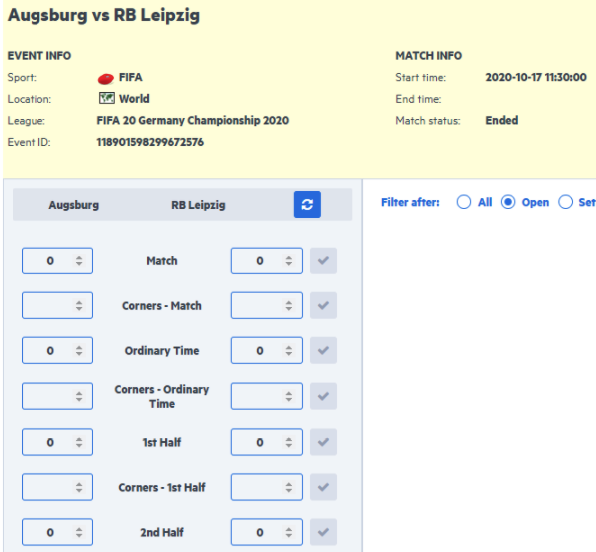 Augsburg vs RB Leipzig
EVENT INFO
MATCH INFO
Sport: FIFA
Start time: 2020-10-17 11:30:00
Location: World
End time:
League: FIFA 20 Germany Championship 2020
Match status: Ended
Event ID: 118901598299672576
Augsburg RB Leipzig
Filter after: All Open Set
0 Match 0
Corners - Match
0 Ordinary Time 0
Corners - Ordinary
Time
0 1st Half 0
Corners - 1st Half
0 2nd Half 0